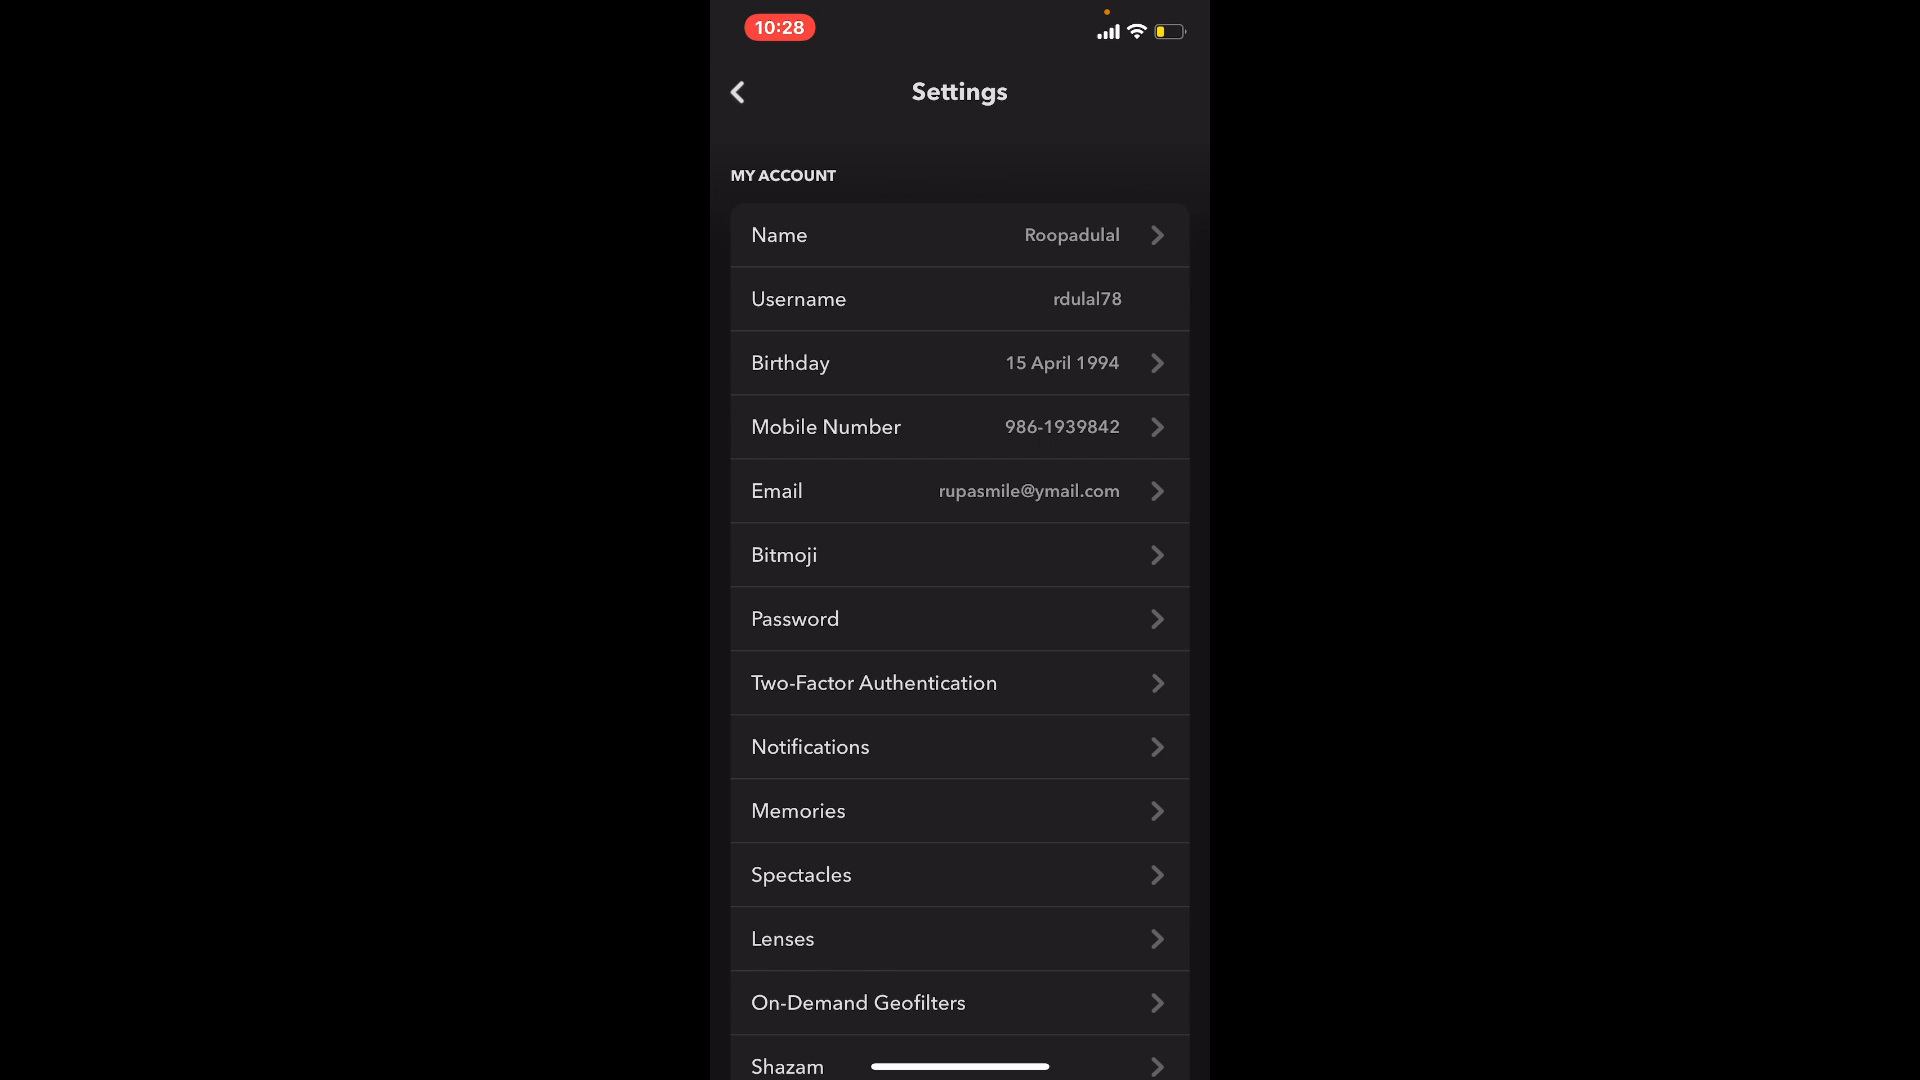 10:28
Settings
MY ACCOUNT
Name Roopadulal
Username rdulal78
Birthday 15 April 1994
Mobile Number 986-1939842
Email rupasmile@ymail.com
Bitmoji
Password
Two-Factor Authentication
Notifications
Memories
Spectacles
Lenses
On-Demand Geofilters
Shazam